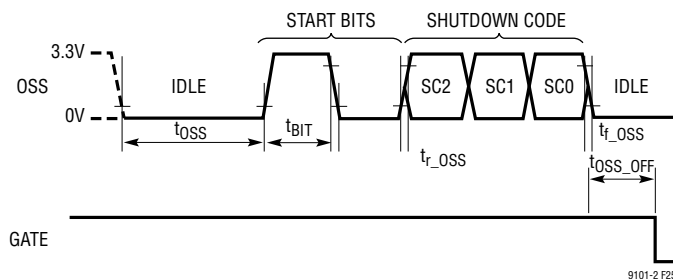 START BITS
SHUTDOWN CODE
3.3V
OSS
IDLE
SC2
SC1
SC0
IDLE
0V
tOSS
tBIT
tr_OSS
tf_OSS
tOSS_OFF
GATE
9101-2 F25